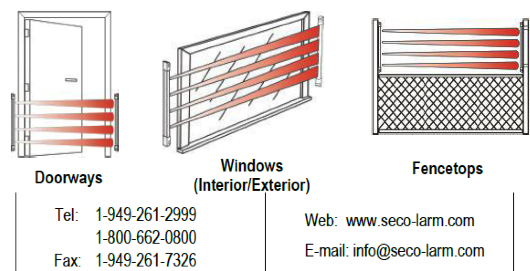 Doorways
Windows
(Interior/Exterior)
Fencetops
Tel: 1-949-261-2999
1-800-662-0800
Fax: 1-949-261-7326
Web: www.seco-larm.com
E-mail: info@seco-larm.com